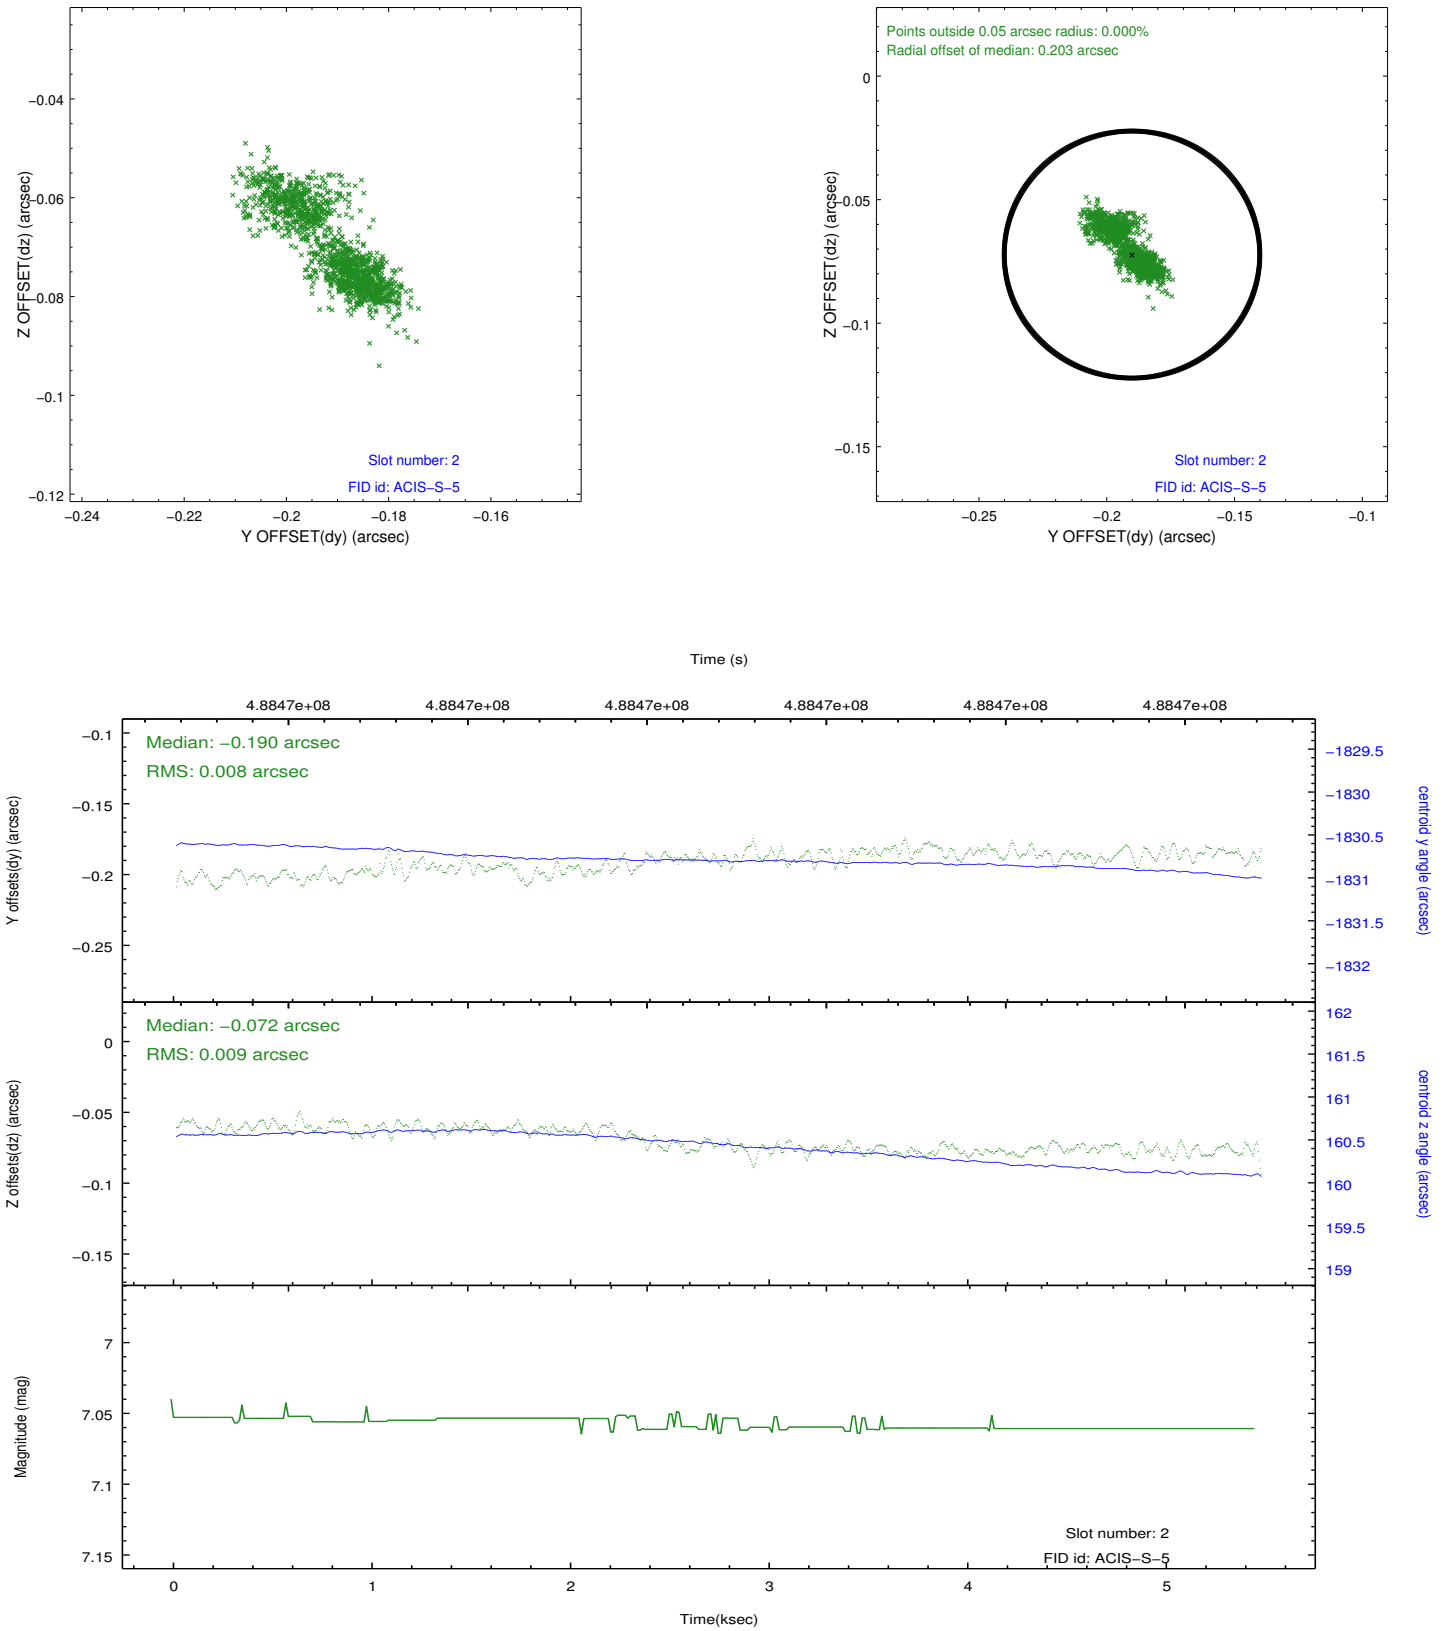 −0.04
−0.06
−0.08
−0.1
−0.12
Z OFFSET(dz) (arcsec)
Slot number: 2
FID id: ACIS−S−5
−0.24
−0.22
−0.2
−0.18
−0.16
Y OFFSET(dy) (arcsec)
Points outside 0.05 arcsec radius: 0.000%
Radial offset of median: 0.203 arcsec
0
−0.05
−0.1
−0.15
Z OFFSET(dz) (arcsec)
Slot number: 2
FID id: ACIS−S−5
−0.25
−0.2
−0.15
−0.1
Y OFFSET(dy) (arcsec)
Time (s)
4.8847e+08
4.8847e+08
4.8847e+08
4.8847e+08
4.8847e+08
4.8847e+08
Median: −0.190 arcsec
RMS: 0.008 arcsec
−0.1
−0.15
−0.2
−0.25
Y offsets(dy) (arcsec)
−1829.5
−1830
−1830.5
−1831
−1831.5
−1832
centroid y angle (arcsec)
Median: −0.072 arcsec
RMS: 0.009 arcsec
0
−0.05
−0.1
−0.15
Z offsets(dz) (arcsec)
162
161.5
161
160.5
160
159.5
159
centroid z angle (arcsec)
7
7.05
7.1
7.15
Magnitude (mag)
Slot number: 2
FID id: ACIS−S−5
0
1
2
3
4
5
Time(ksec)